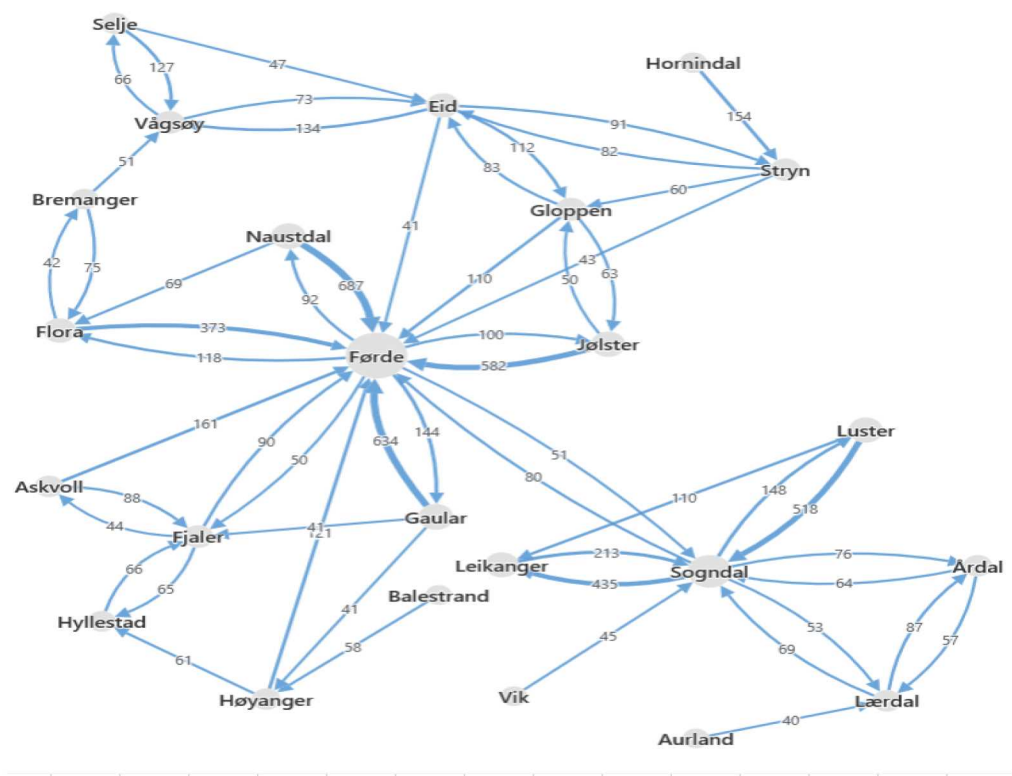 Selje
47
127
66
Hornindal
73
Eid
154
Vågsøy
134
91
112
82
51
83
Stryn
60
Bremanger
Gloppen
41
Naustdal
42
75
43
63
69
687
110
50
92
Flora
373
100
Jølster
118
Førde
582
161
90
144
634
51
Luster
50
80
110
148
Askvoll
88
518
44
Fjaler
41
121
Gaular
213
76
Leikanger
Sogndal
Årdal
66
65
435
64
Balestrand
Hyllestad
41
53
87
57
45
69
61
58
Høyanger
Vik
Lærdal
40
Aurland